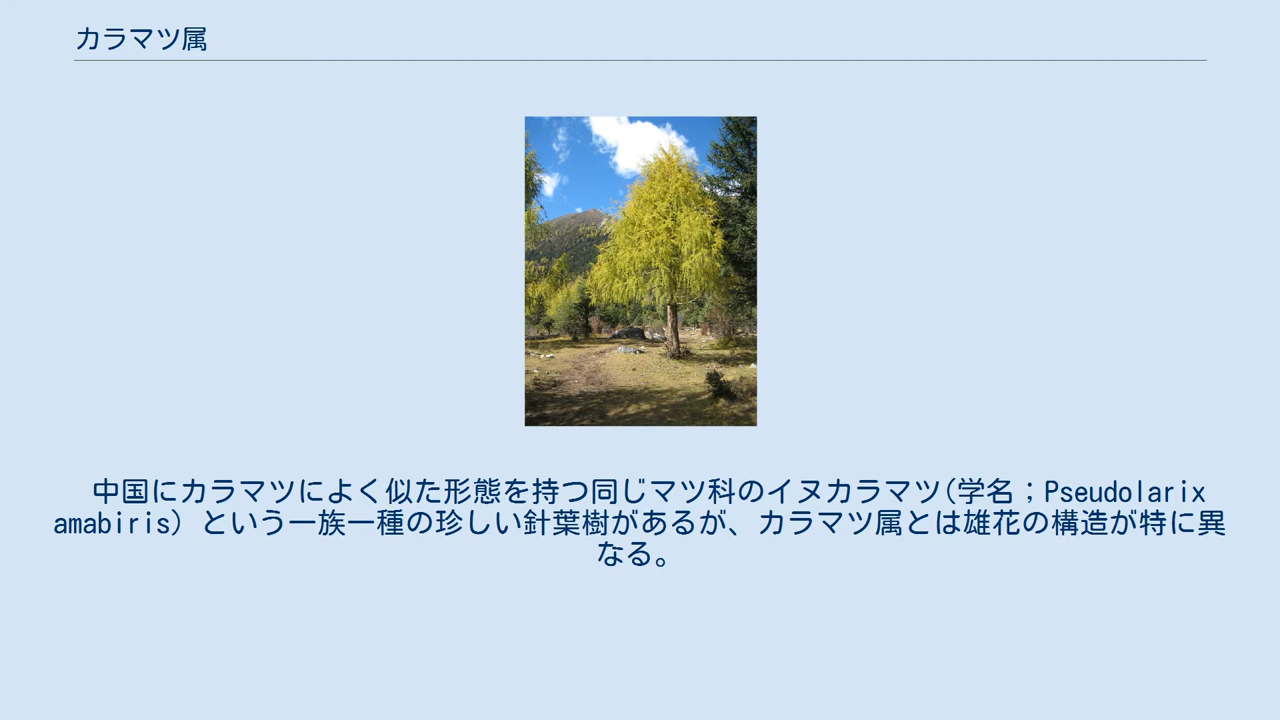 カラマツ属
中国にカラマツによく似た形態を持つ同じマツ科のイヌカラマツ(学名；Pseudolarix
amabiris) という一族一種の珍しい針葉樹があるが、カラマツ属とは雄花の構造が特に異
なる。